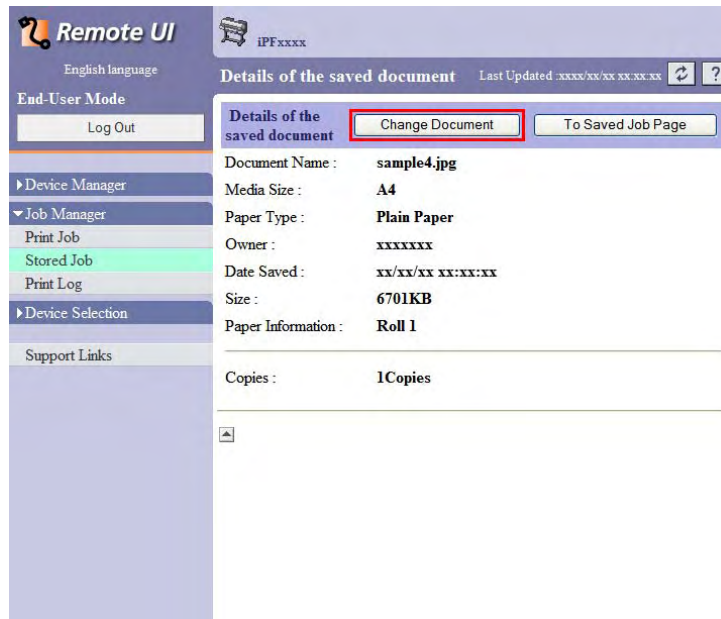 Remote UI
English language
End-User Mode
Log Out
Device Manager
Job Manager
Print Job
Stored Job
Print Log
Device Selection
Support Links
iPFxxxx
Details of the saved document Last Updated :xxxx/xx/xx xx:xx:xx ?
Details of the
saved document
Change Document To Saved Job Page
Document Name : sample4.jpg
Media Size : A4
Paper Type : Plain Paper
Owner : xxxxxxx
Date Saved : xx/xx/xx xx:xx:xx
Size : 6701KB
Paper Information : Roll 1
Copies : 1Copies